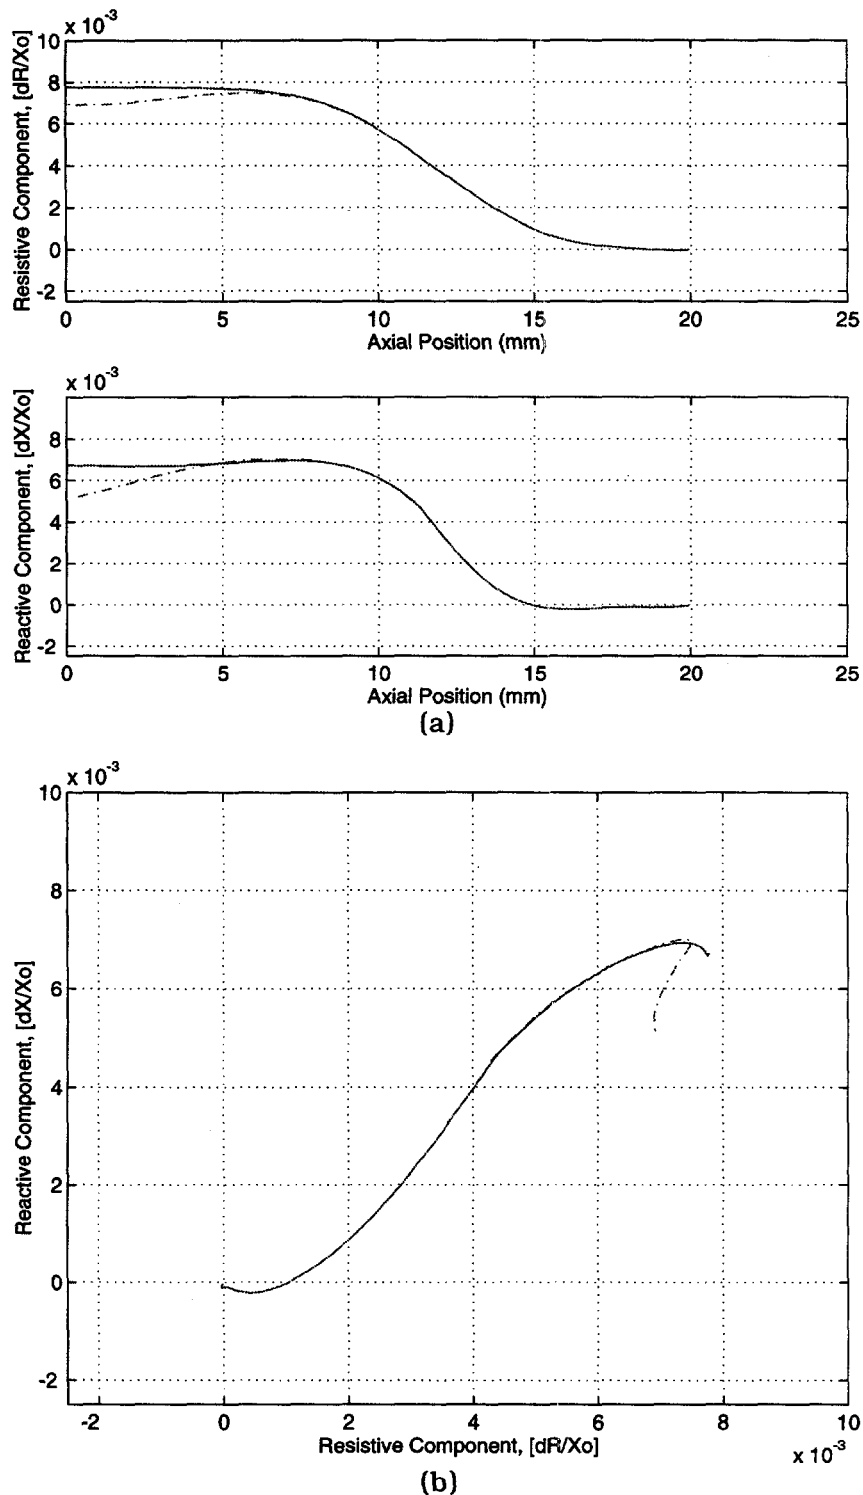 x 10-3
10
8
6
4
2
0
-2
Resistive Component, [dR/Xo]
0 5 10 15 20 25
Axial Position (mm)
x 10-3
8
6
4
2
0
-2
Reactive Component, [dX/Xo]
0 5 10 15 20 25
Axial Position (mm)
(a)
x 10-3
10
8
6
4
2
0
-2
Reactive Component, [dX/Xo]
-2 0 2 4 6 8 10
Resistive Component, [dR/Xo]
x 10-3
(b)